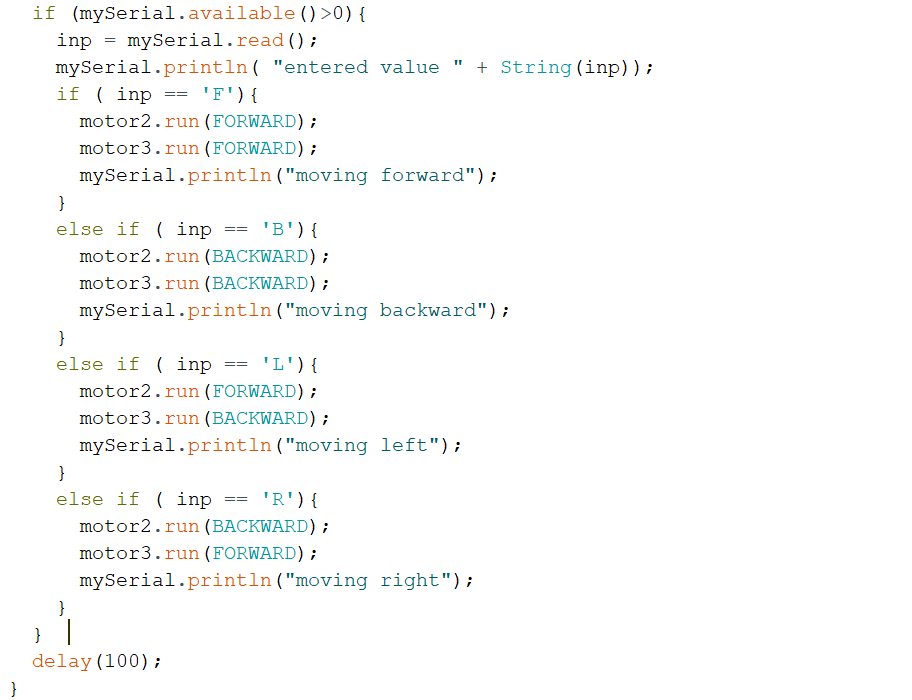 if (mySerial.available()>0){
inp = mySerial.read();
mySerial.println( "entered value " + String(inp));
if ( inp == 'F'){
motor2.run(FORWARD);
motor3.run(FORWARD);
mySerial.println("moving forward");
}
else if ( inp == 'B'){
motor2.run(BACKWARD);
motor3.run(BACKWARD);
mySerial.println("moving backward");
}
else if ( inp == 'L'){
motor2.run(FORWARD);
motor3.run(BACKWARD);
mySerial.println("moving left");
}
else if ( inp == 'R'){
motor2.run(BACKWARD);
motor3.run(FORWARD);
mySerial.println("moving right");
}
}
delay(100);
}